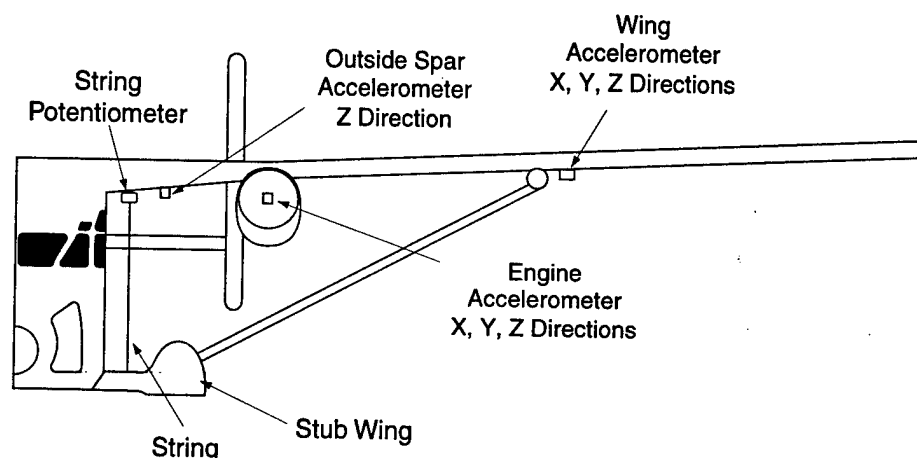 String
Potentiometer
Outside Spar
Accelerometer
Z Direction
Wing
Accelerometer
X, Y, Z Directions
Engine
Accelerometer
X, Y, Z Directions
Stub Wing
String